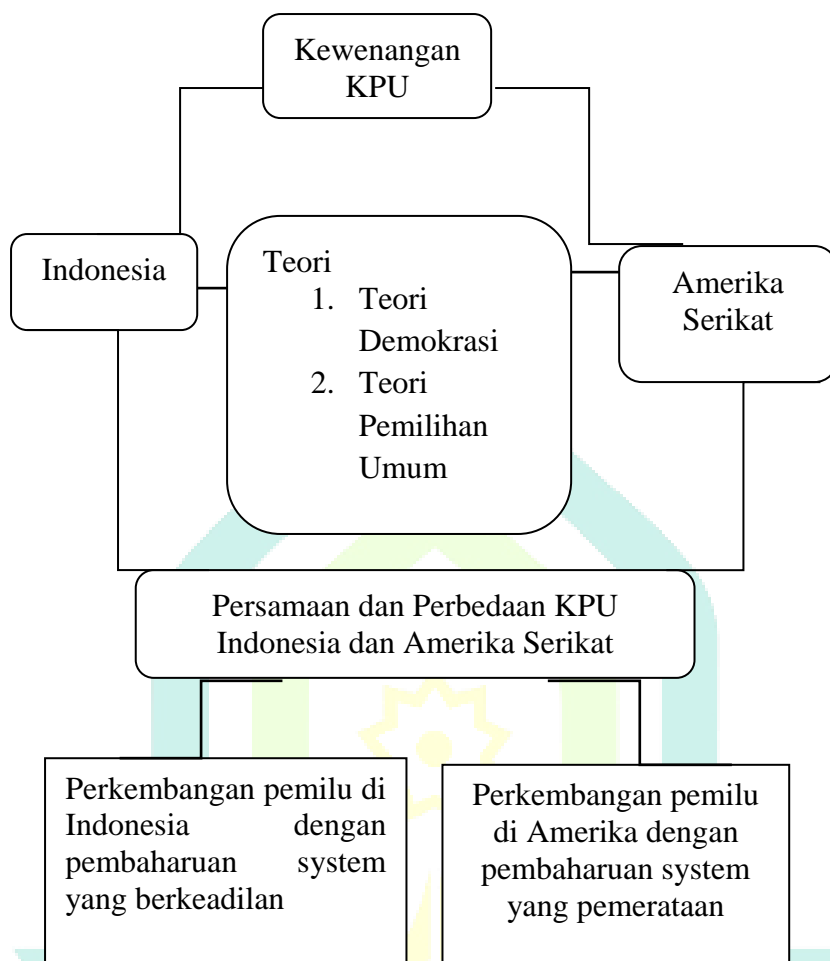 Kewenangan
KPU
Indonesia
Teori
1. Teori
Demokrasi
2. Teori
Pemilihan
Umum
Amerika
Serikat
Persamaan dan Perbedaan KPU
Indonesia dan Amerika Serikat
Perkembangan pemilu di
Indonesia dengan
pembaharuan system
yang berkeadilan
Perkembangan pemilu
di Amerika dengan
pembaharuan system
yang pemerataan